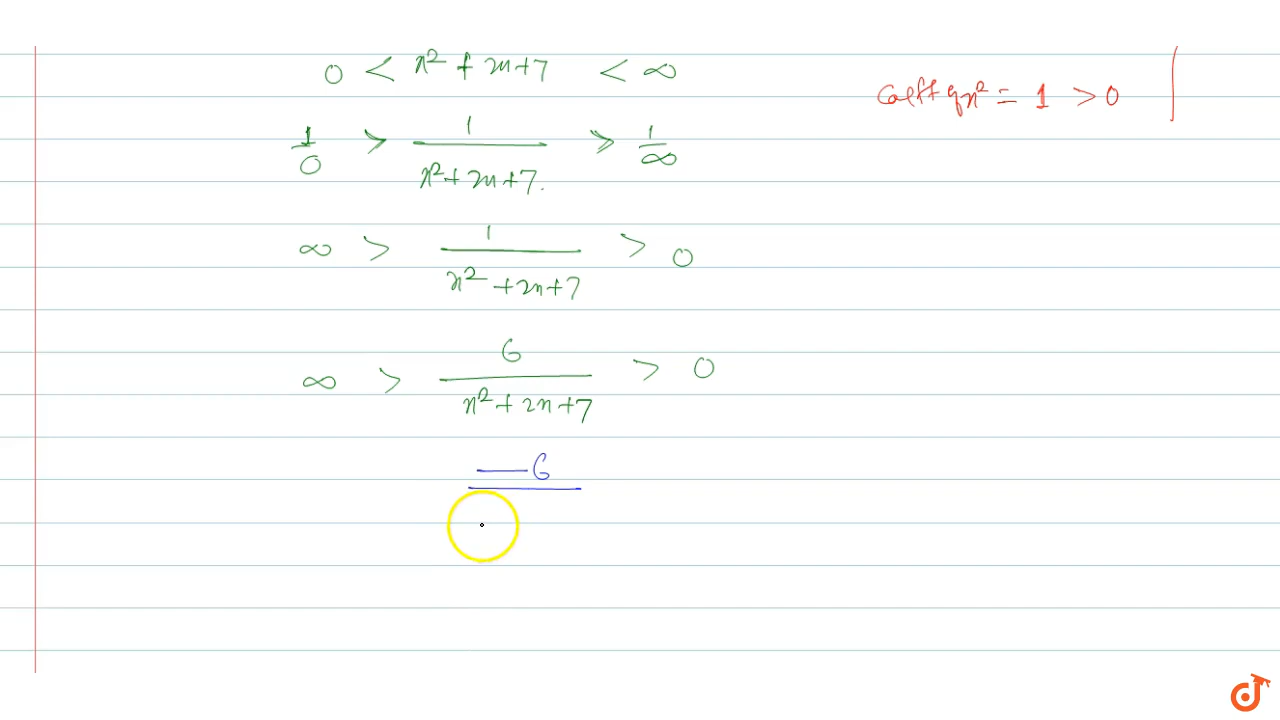 0 < x² + 2x + 7 < ∞
Coeff of x² = 1 > 0
1/0 > 1/(x² + 2x + 7) > 1/∞
∞ > 1/(x² + 2x + 7) > 0
∞ > 6/(x² + 2x + 7) > 0
— 6